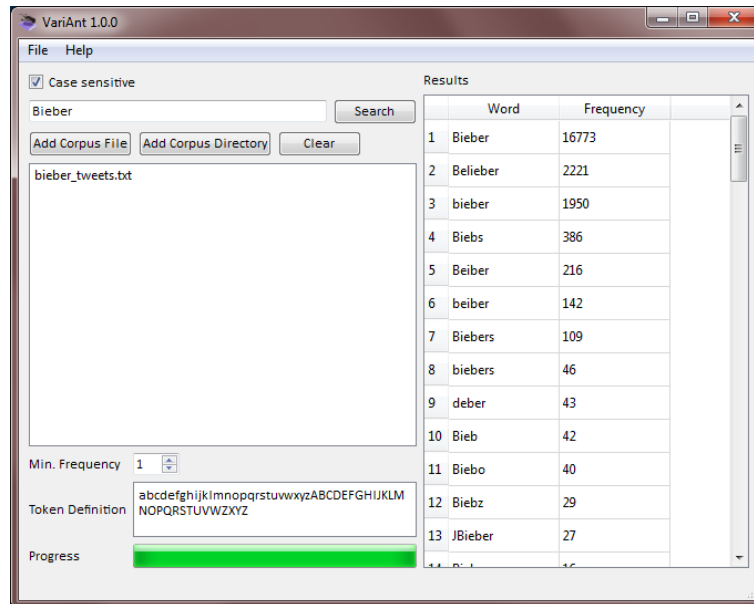 VariAnt 1.0.0
File Help
Case sensitive
Bieber
Search
Add Corpus File Add Corpus Directory Clear
bieber_tweets.txt
Min. Frequency 1
Token Definition
abcdefghijklmnopqrstuvwxyzABCDEFGHIJKLM
NOPQRSTUVWZXYZ
Progress
Results
Word Frequency
1 Bieber 16773
2 Belieber 2221
3 bieber 1950
4 Biebs 386
5 Beiber 216
6 beiber 142
7 Biebers 109
8 biebers 46
9 deber 43
10 Bieb 42
11 Biebo 40
12 Biebz 29
13 JBieber 27